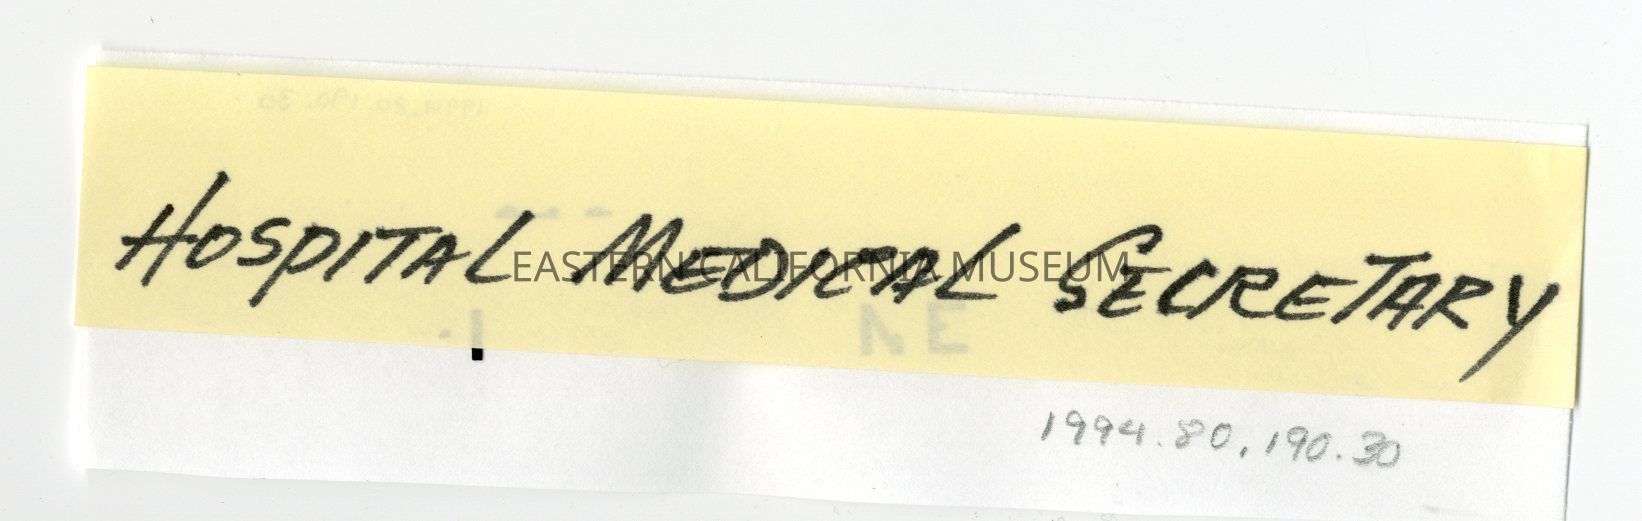 HOSPITAL MEDICAL SECRETARY
EASTERN CALIFORNIA MUSEUM
1994.80.190.30